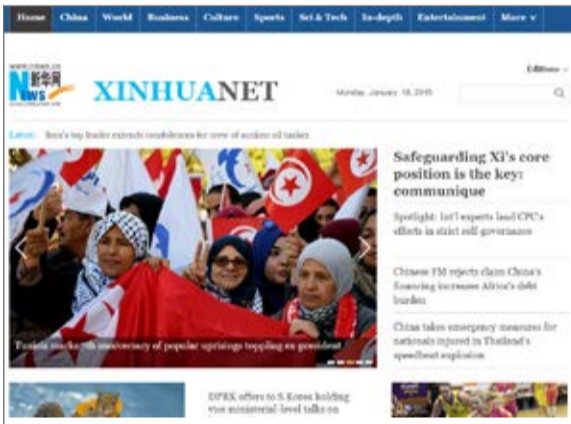 Home China World Business Culture Sports Sci & Tech In-depth Entertainment More
新华网
NEWS
XINHUANET
Editions
Monday, January 15, 2018
Latest: Iran's top leader extends condolences for crew of sunken oil tanker
Safeguarding Xi's core
position is the key:
communique
Spotlight: Int'l experts laud CPC's
efforts in strict self-governance
Chinese FM rejects claim China's
financing increases Africa's debt
burden
China takes emergency measures for
nationals injured in Thailand's
speedboat explosion
Tunisia marks 7th anniversary of popular uprisings toppling ex-president
DPRK offers to S. Korea holding
vice ministerial-level talks on